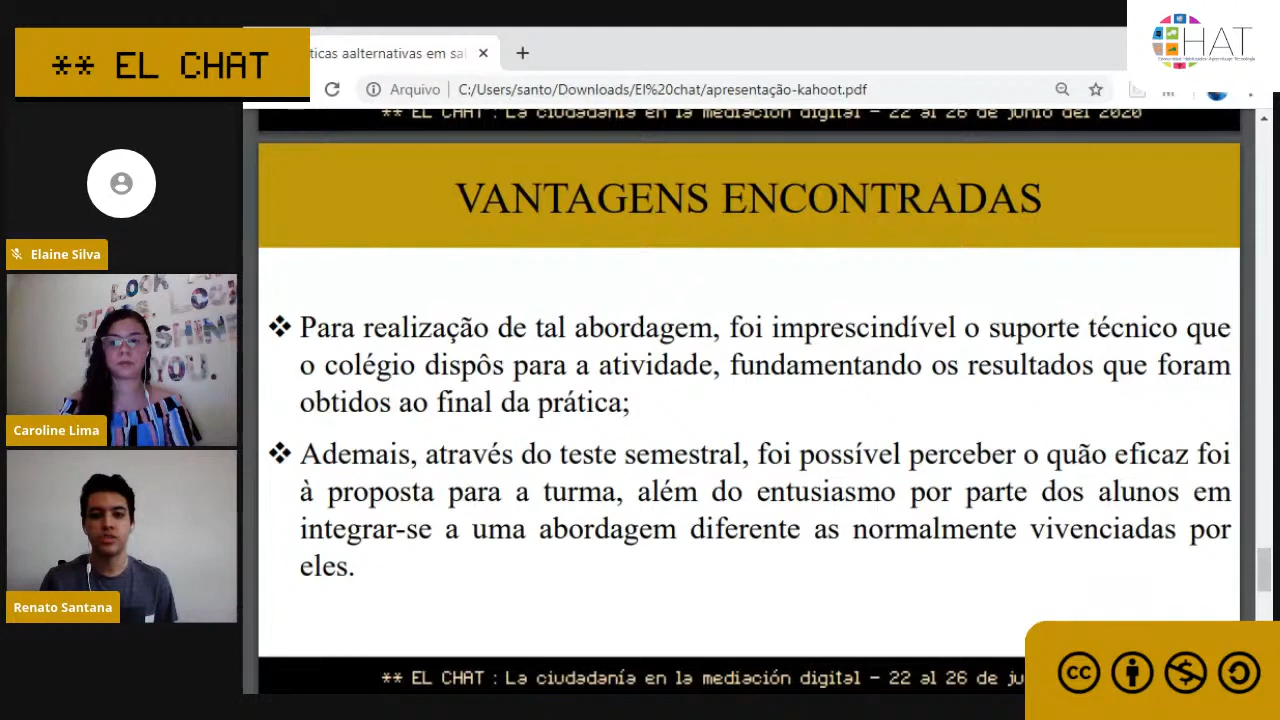 ** EL CHAT
ticas aalternativas em sal
HAT
Arquivo
C:/Users/santo/Downloads/El%20chat/apresentação-kahoot.pdf
** EL CHAT : La ciudadanía en la mediación digital - 22 al 26 de junio del 2020
VANTAGENS ENCONTRADAS
Elaine Silva
LOOK
SHINE
YOU.
Caroline Lima
Renato Santana
❖ Para realização de tal abordagem, foi imprescindível o suporte técnico que
o colégio dispôs para a atividade, fundamentando os resultados que foram
obtidos ao final da prática;
❖ Ademais, através do teste semestral, foi possível perceber o quão eficaz foi
à proposta para a turma, além do entusiasmo por parte dos alunos em
integrar-se a uma abordagem diferente as normalmente vivenciadas por
eles.
** EL CHAT : La ciudadanía en la mediación digital - 22 al 26 de ju
cc